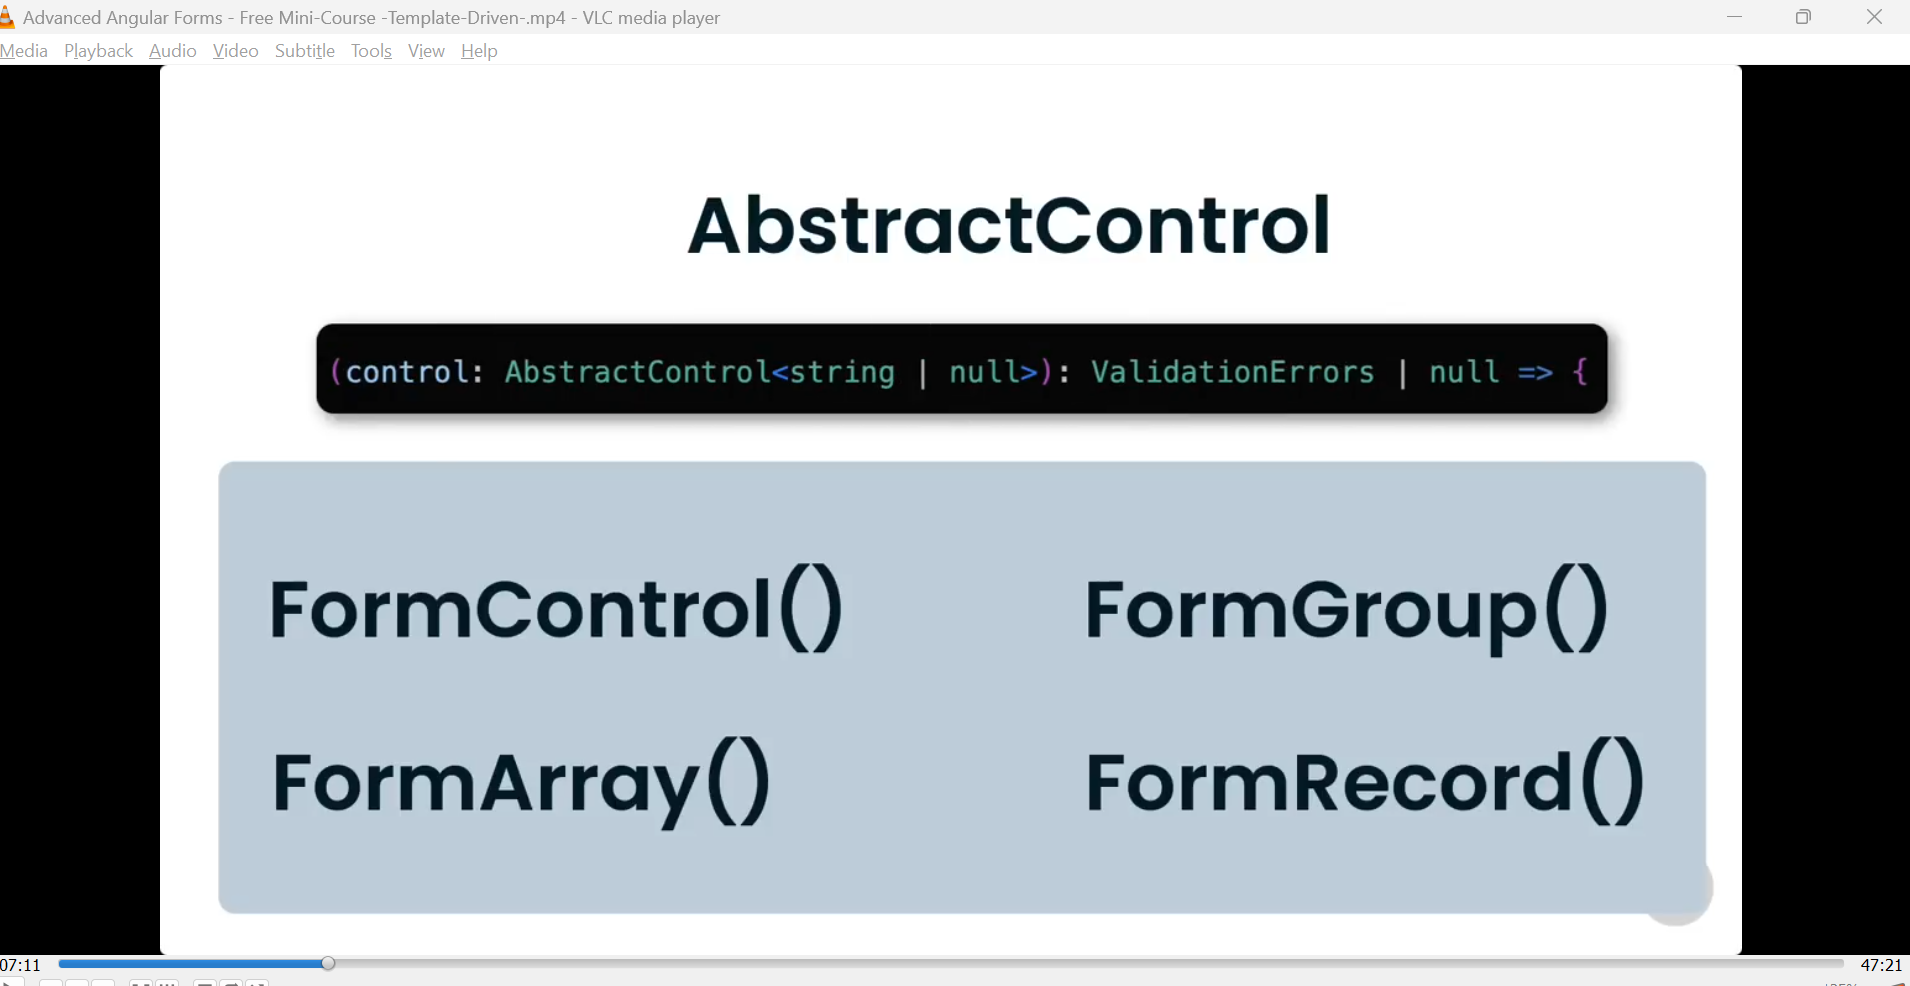 Advanced Angular Forms - Free Mini-Course -Template-Driven-.mp4 - VLC media player
Media Playback Audio Video Subtitle Tools View Help
AbstractControl
(control: AbstractControl<string | null>): ValidationErrors | null => {
FormControl() FormGroup()
FormArray() FormRecord()
07:11 47:21